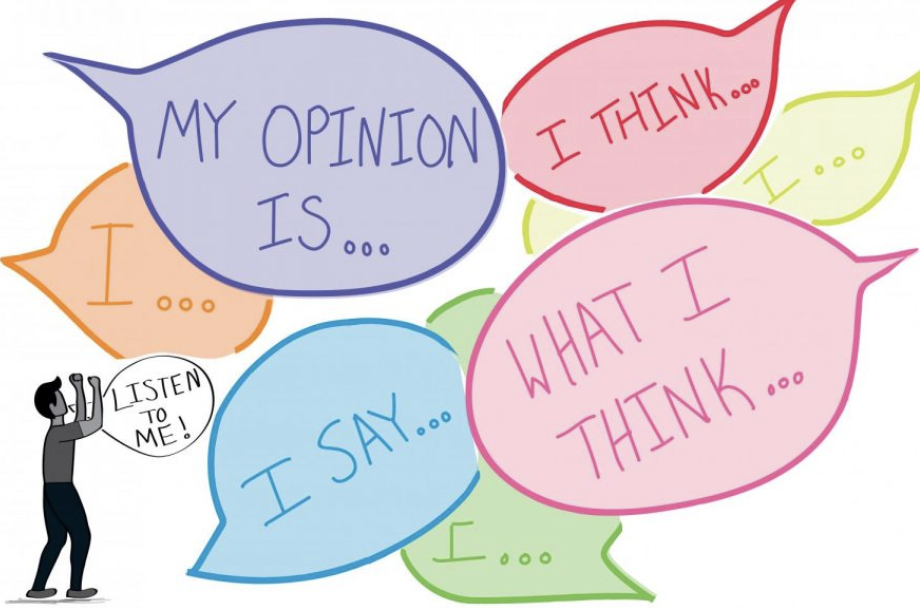 MY OPINION
IS...
I THINK...
I...
I...
LISTEN
TO
ME!
I SAY...
WHAT I
THINK...
I...